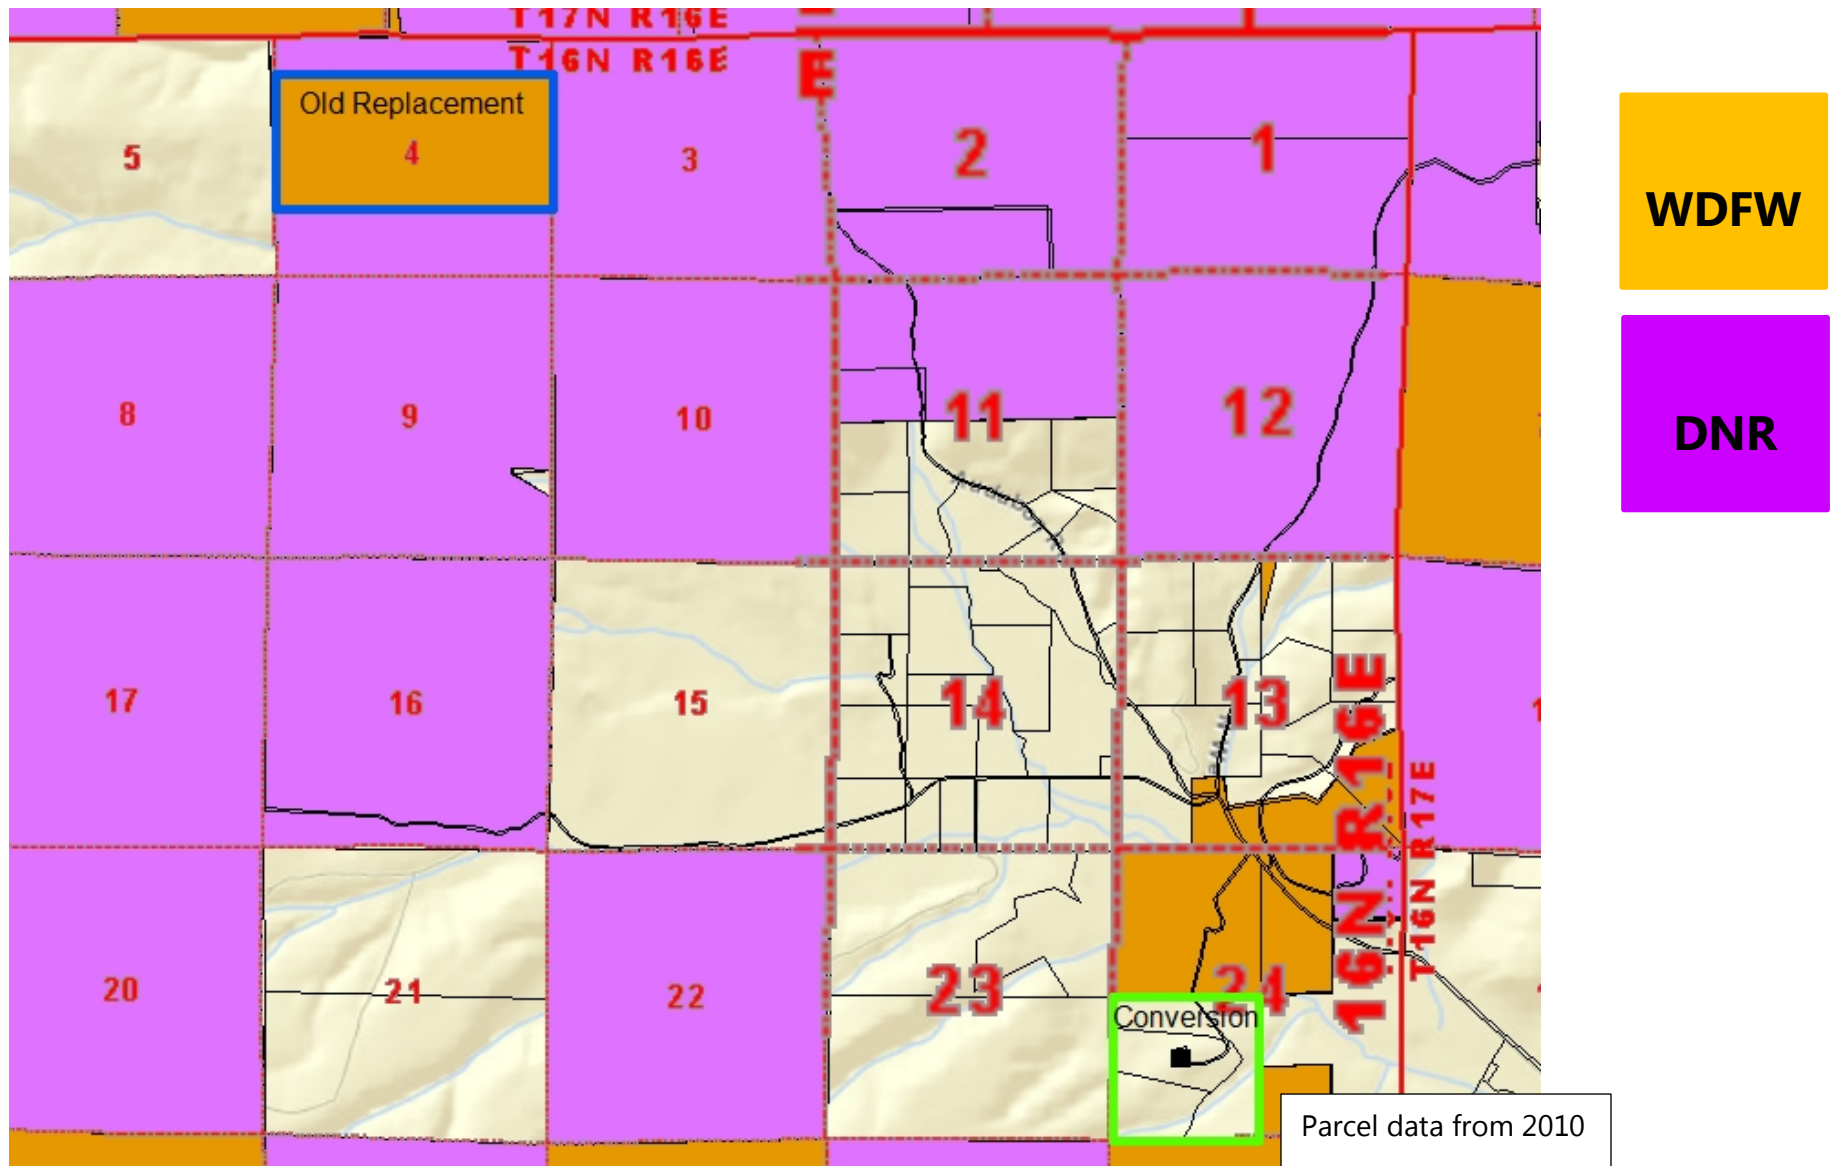 T17N R16E
T16N R16E
E
Old Replacement
5
4
3
2
1
WDFW
8
9
10
11
12
DNR
17
16
15
14
13
16N R16E
T16N R17E
20
21
22
23
24
Conversion
Parcel data from 2010